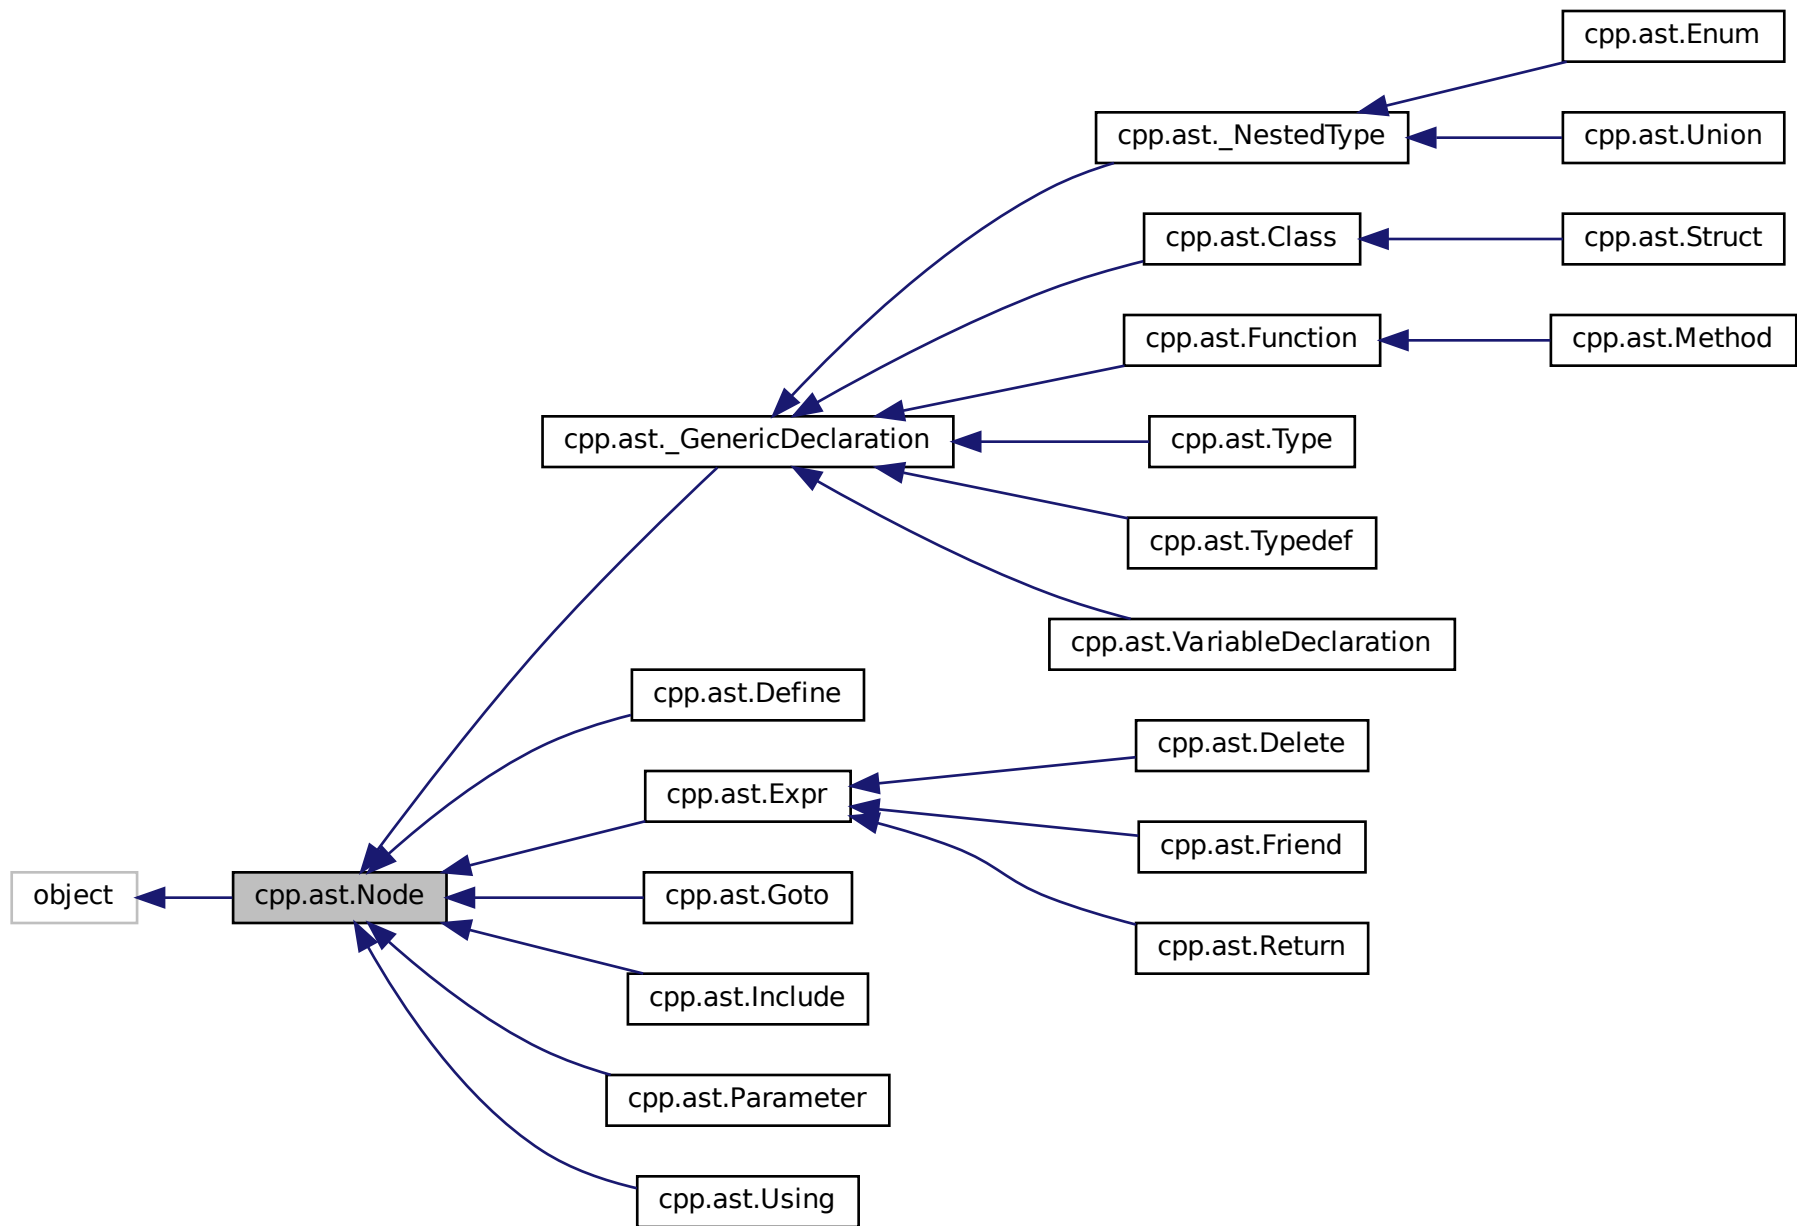 cpp.ast.Enum
cpp.ast._NestedType
cpp.ast.Union
cpp.ast.Class
cpp.ast.Struct
cpp.ast.Function
cpp.ast.Method
cpp.ast._GenericDeclaration
cpp.ast.Type
cpp.ast.Typedef
cpp.ast.VariableDeclaration
cpp.ast.Define
cpp.ast.Delete
cpp.ast.Expr
cpp.ast.Friend
object
cpp.ast.Node
cpp.ast.Goto
cpp.ast.Return
cpp.ast.Include
cpp.ast.Parameter
cpp.ast.Using